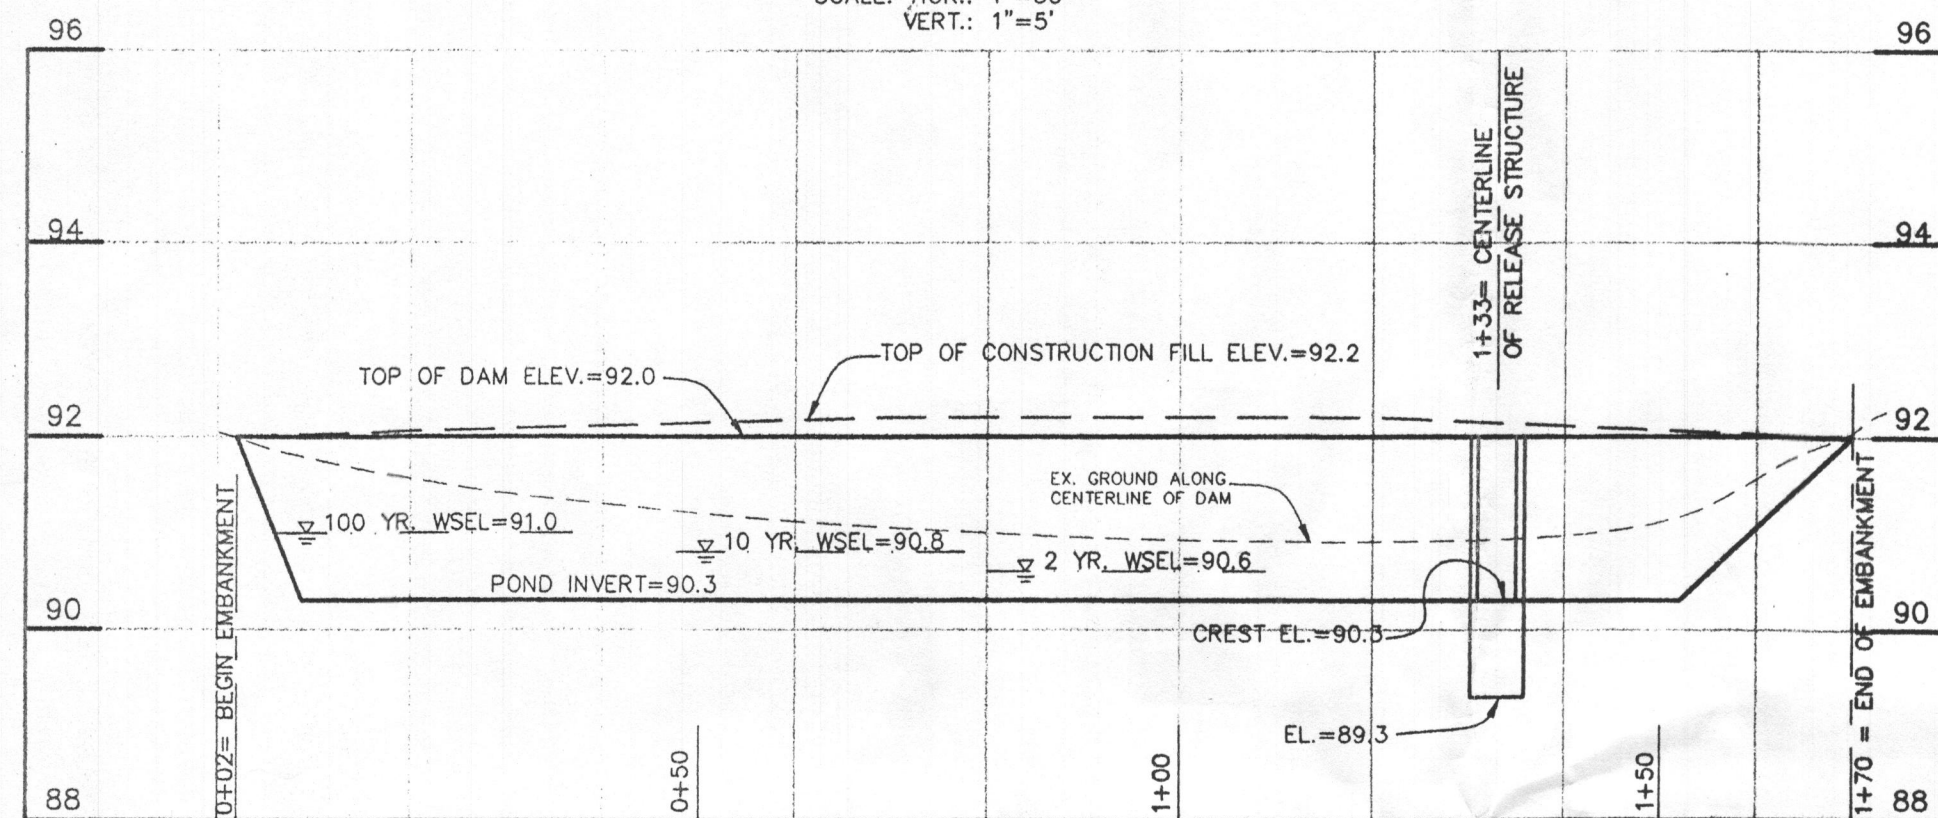 VERT.: 1"=5'
96
96
1+33= CENTERLINE
OF RELEASE STRUCTURE
94
94
TOP OF CONSTRUCTION FILL ELEV.=92.2
TOP OF DAM ELEV.=92.0
92
92
EX. GROUND ALONG
CENTERLINE OF DAM
100 YR. WSEL=91.0
10 YR. WSEL=90.8
2 YR. WSEL=90.6
POND INVERT=90.3
90
CREST EL.=90.3
90
EL.=89.3
0+02= BEGIN EMBANKMENT
0+50
1+00
1+50
1+70 = END OF EMBANKMENT
88
88